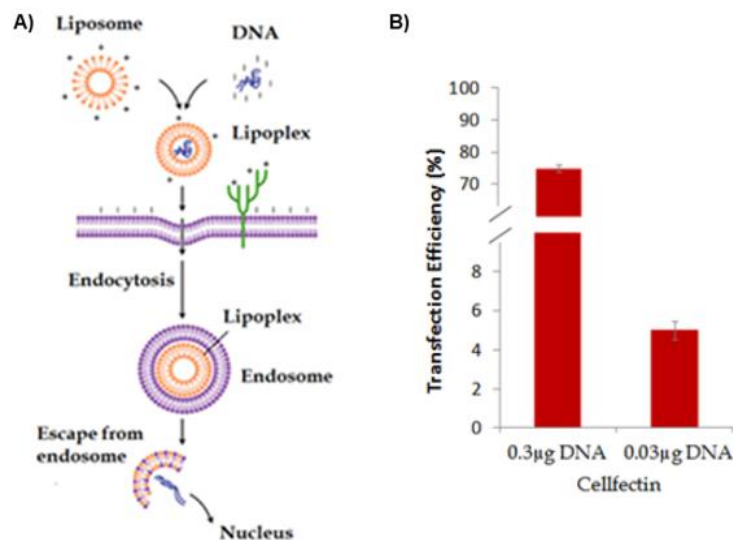 A)
Liposome
DNA
Lipoplex
Endocytosis
Lipoplex
Endosome
Escape from
endosome
Nucleus
B)
Transfection Efficiency (%)
100
90
80
70
8
6
4
2
0
0.3µg DNA 0.03µg DNA
Cellfectin